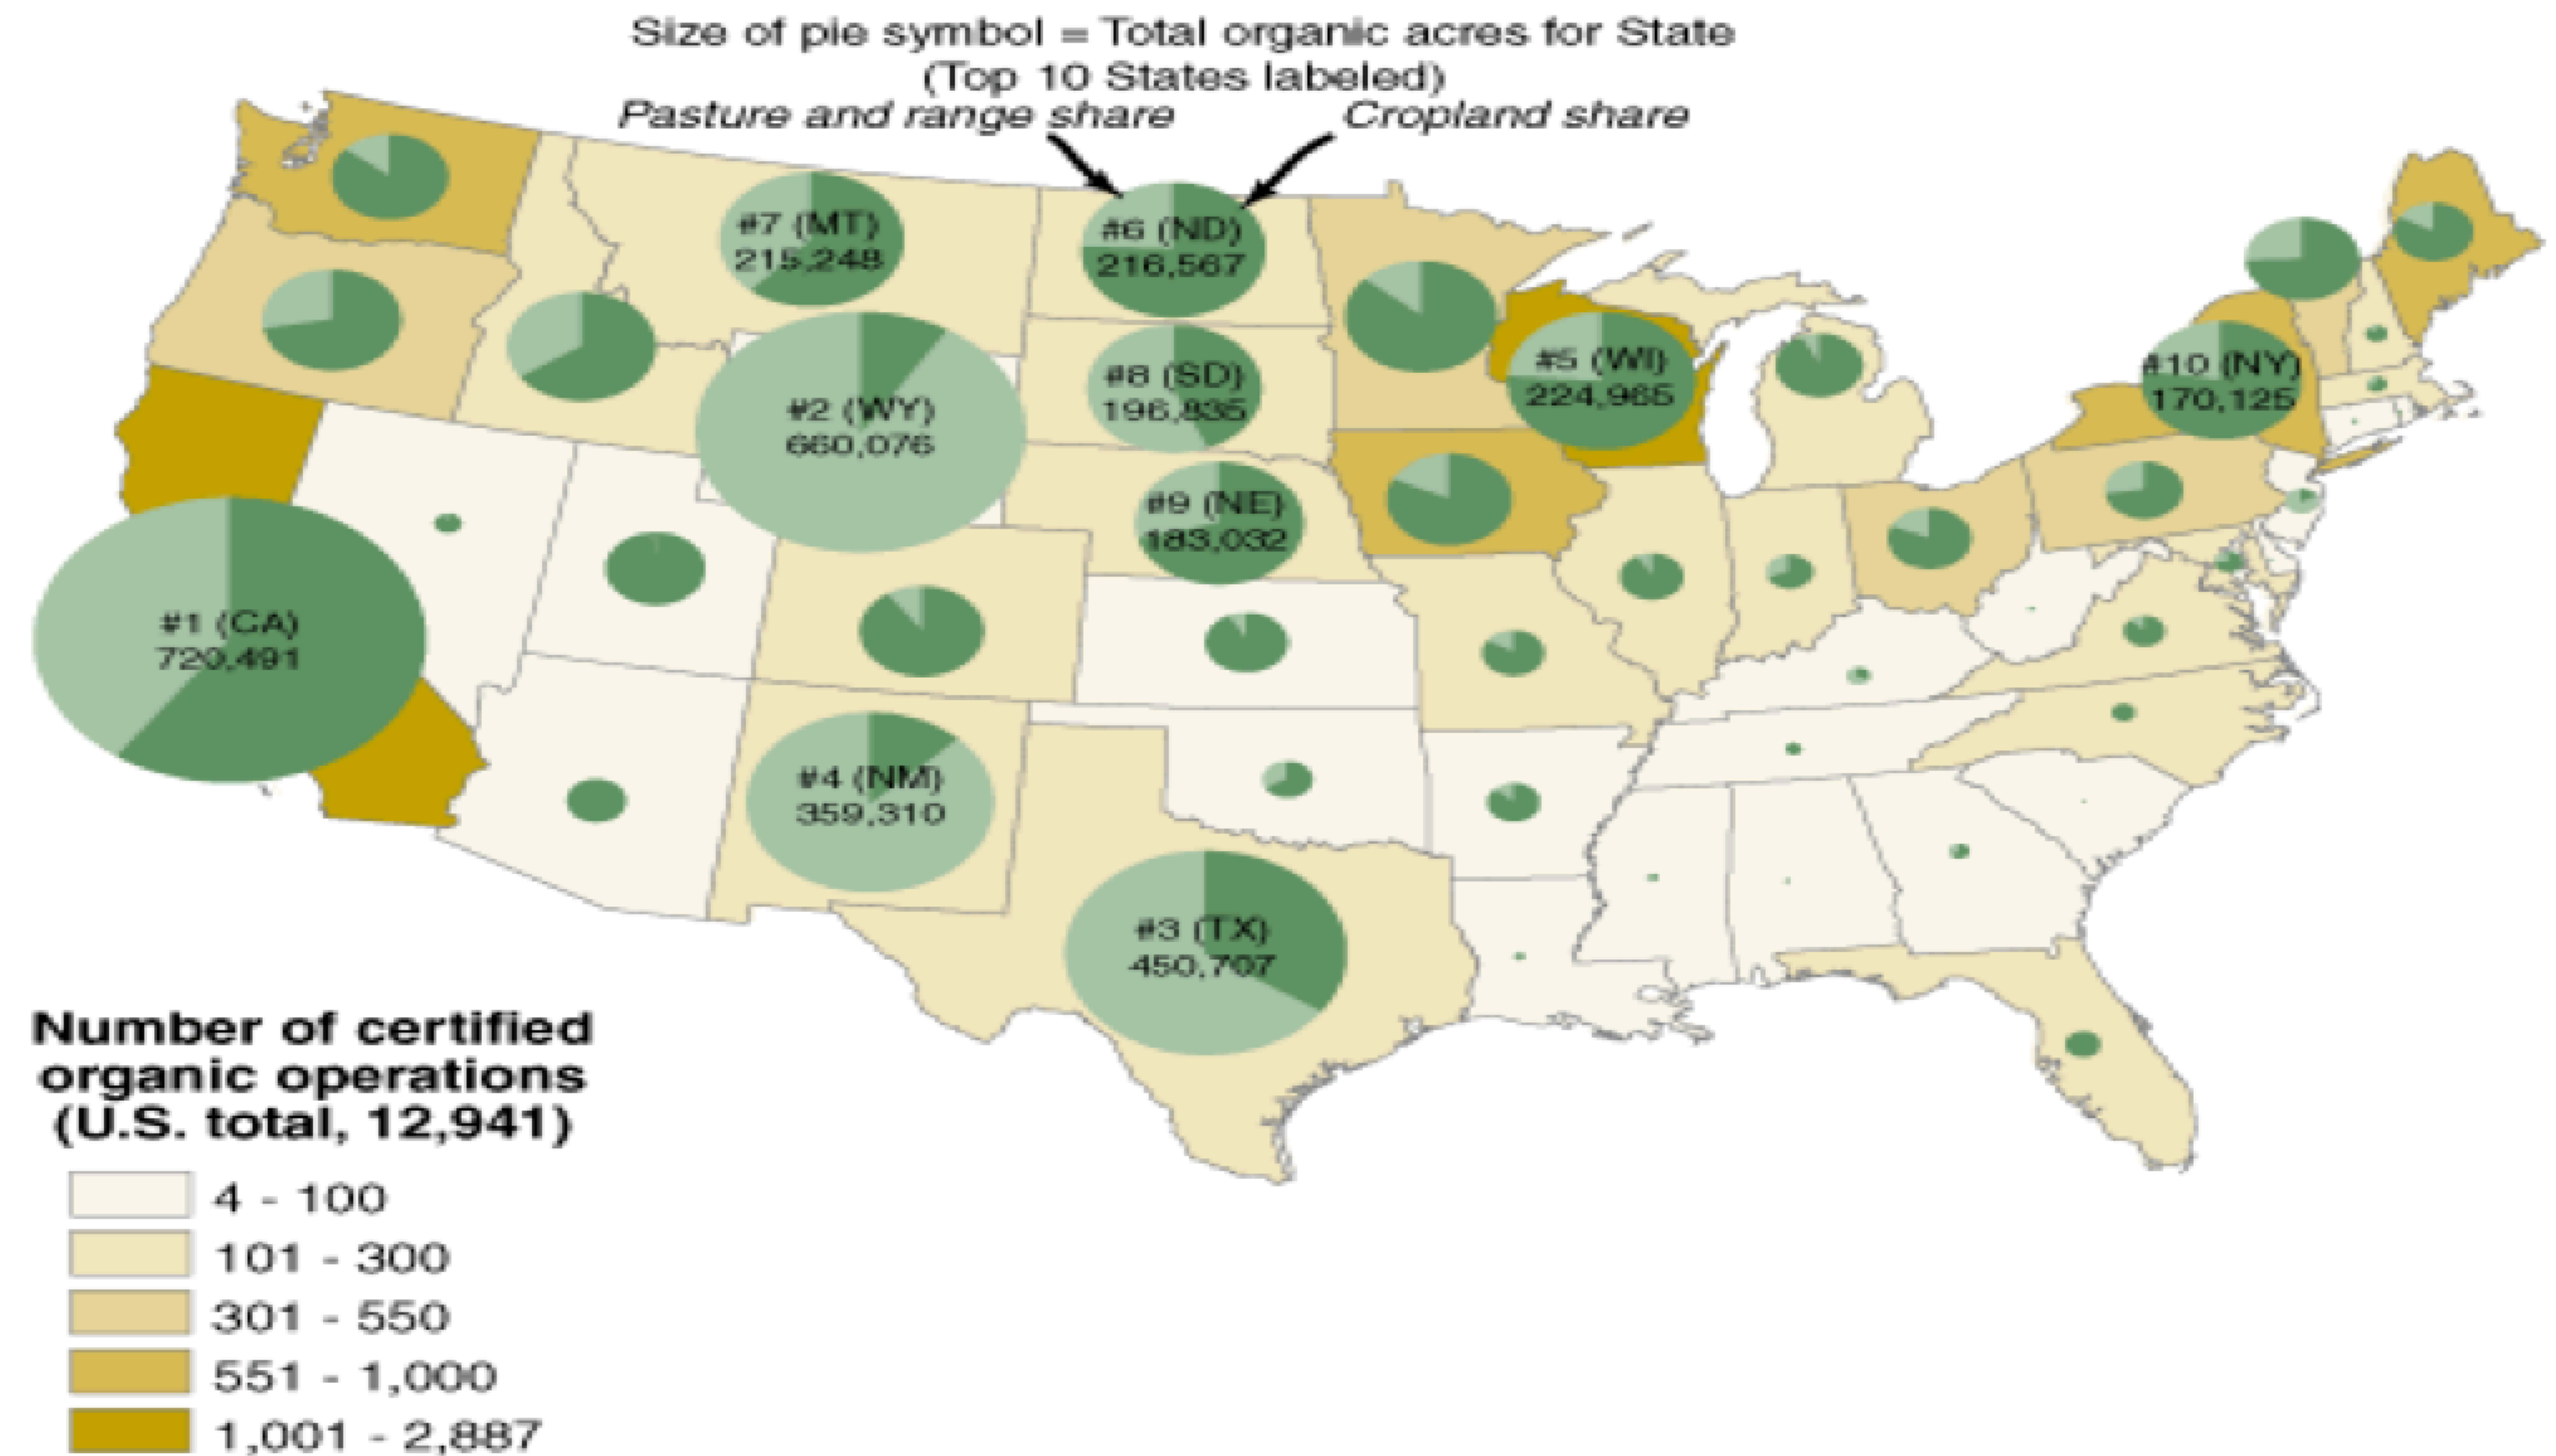 Size of pie symbol = Total organic acres for State
(Top 10 States labeled)
Pasture and range share
Cropland share
#7 (MT)
215,248
#6 (ND)
216,567
#2 (WY)
660,076
#8 (SD)
196,835
#5 (WI)
224,965
#10 (NY)
170,125
#9 (NE)
183,032
#1 (CA)
720,491
#4 (NM)
359,310
#3 (TX)
450,707
Number of certified
organic operations
(U.S. total, 12,941)
4 - 100
101 - 300
301 - 550
551 - 1,000
1,001 - 2,887